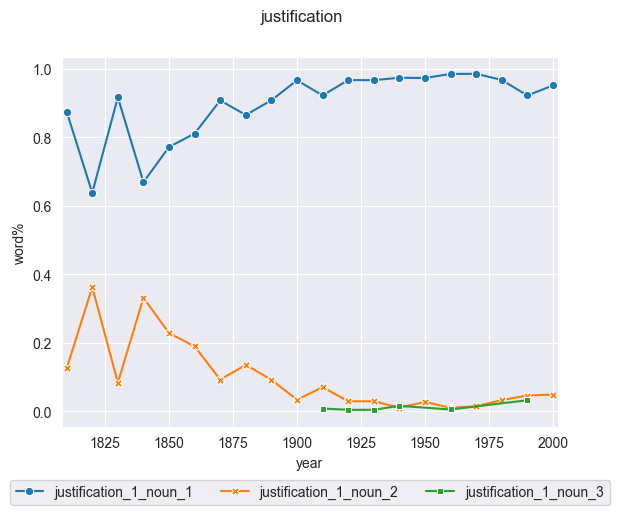 justification
1.0
0.8
0.6
0.4
0.2
0.0
word%
1825 1850 1875 1900 1925 1950 1975 2000
year
justification_1_noun_1 justification_1_noun_2 justification_1_noun_3